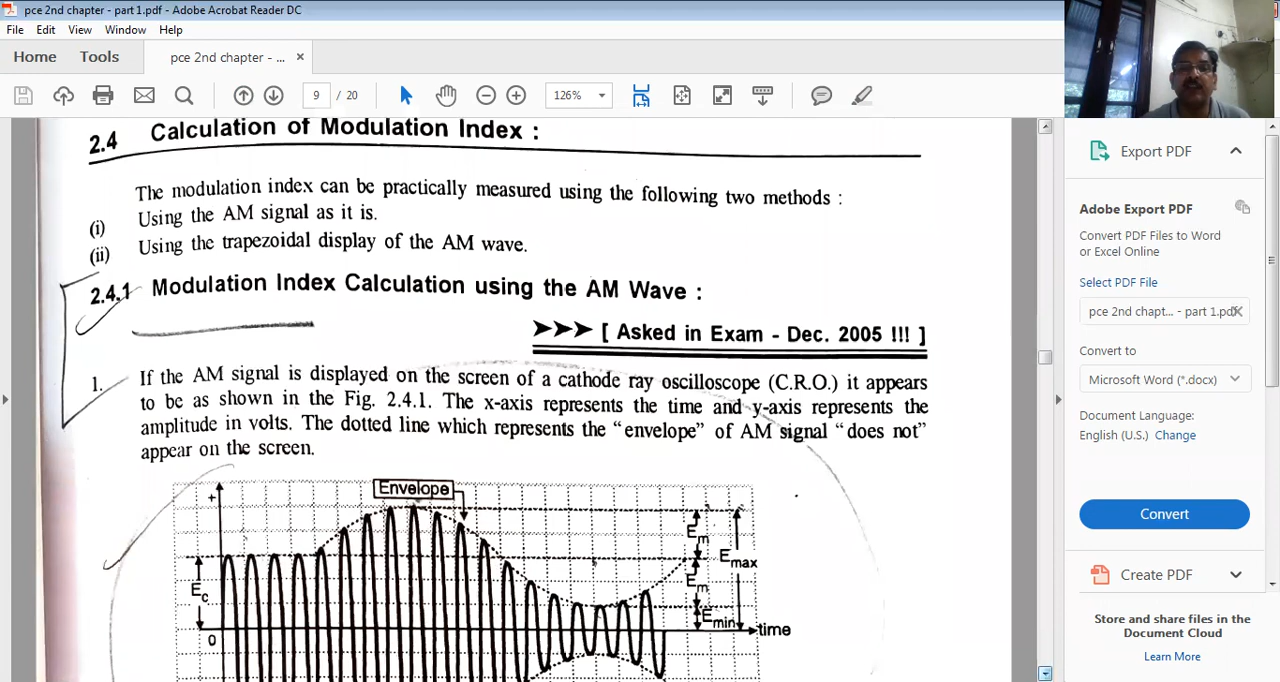 pce 2nd chapter - part 1.pdf - Adobe Acrobat Reader DC
File Edit View Window Help
Home Tools pce 2nd chapter - ... ×
9 / 20 126%
2.4 Calculation of Modulation Index :
The modulation index can be practically measured using the following two methods :
(i) Using the AM signal as it is.
(ii) Using the trapezoidal display of the AM wave.
2.4.1 Modulation Index Calculation using the AM Wave :
➤➤➤ [ Asked in Exam - Dec. 2005 !!! ]
1. If the AM signal is displayed on the screen of a cathode ray oscilloscope (C.R.O.) it appears
to be as shown in the Fig. 2.4.1. The x-axis represents the time and y-axis represents the
amplitude in volts. The dotted line which represents the “envelope” of AM signal “does not”
appear on the screen.
Envelope
+
Em
Emax
Ec
Em
Emin
0
time
Export PDF
Adobe Export PDF
Convert PDF Files to Word
or Excel Online
Select PDF File
pce 2nd chapt... - part 1.pdf
Convert to
Microsoft Word (*.docx)
Document Language:
English (U.S.) Change
Convert
Create PDF
Store and share files in the
Document Cloud
Learn More